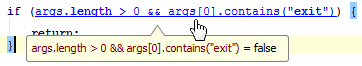 if (args.length > 0 && args[0].contains("exit")) {
return;
}
args.length > 0 && args[0].contains("exit") = false